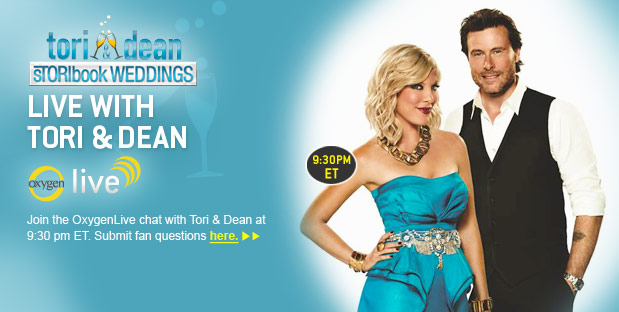 tori & dean
sTORIbook WEDDINGS
LIVE WITH
TORI & DEAN
oxygen live
Join the OxygenLive chat with Tori & Dean at
9:30 pm ET. Submit fan questions here.
9:30PM
ET